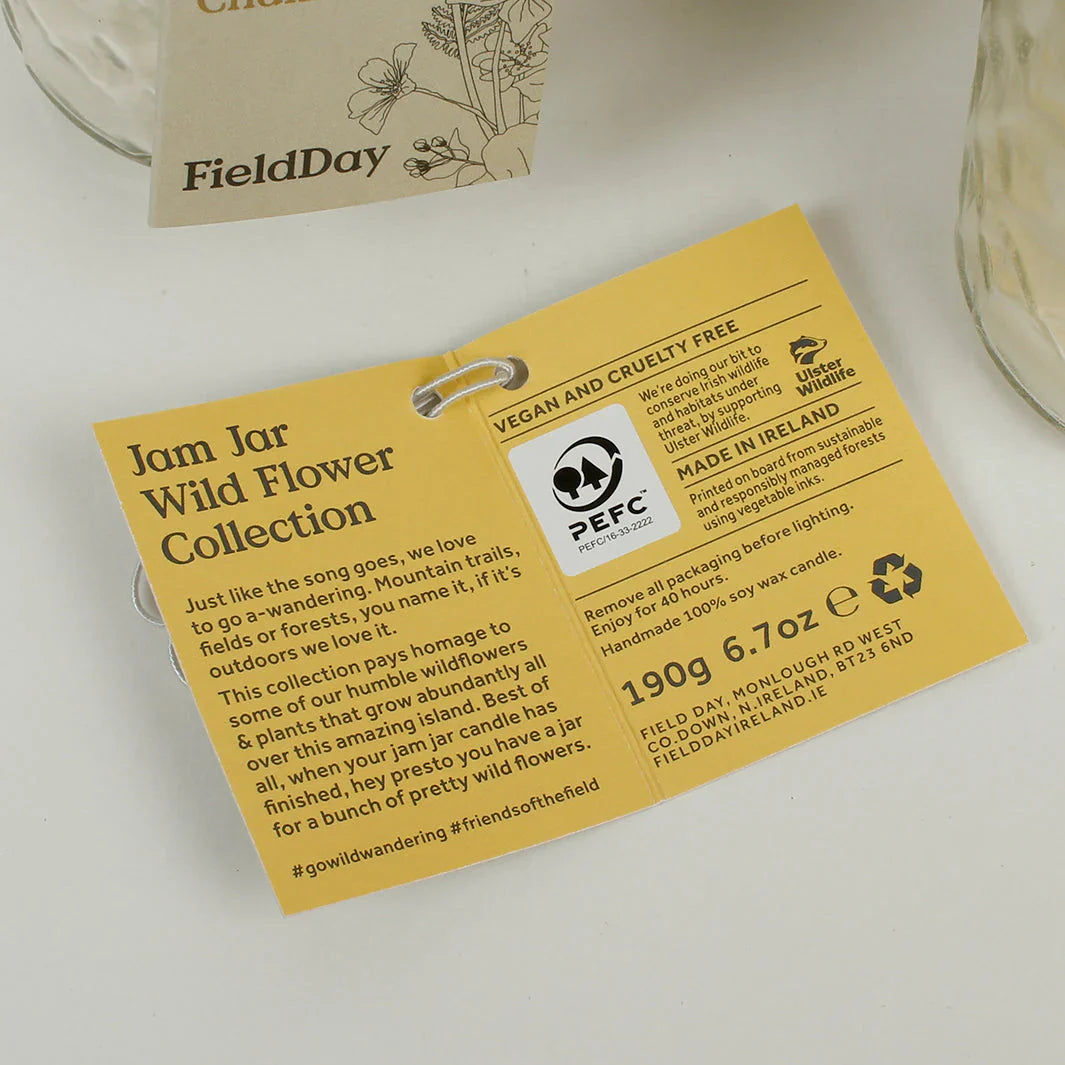 FieldDay
Jam Jar
Wild Flower
Collection
Just like the song goes, we love
to go a-wandering. Mountain trails,
fields or forests, you name it, if it's
outdoors we love it.
This collection pays homage to
some of our humble wildflowers
& plants that grow abundantly all
over this amazing island. Best of
all, when your jam jar candle has
finished, hey presto you have a jar
for a bunch of pretty wild flowers.
#gowildwandering #friendsofthefield
VEGAN AND CRUELTY FREE
We're doing our bit to
conserve Irish wildlife
and habitats under
threat, by supporting
Ulster Wildlife.
Ulster
Wildlife
MADE IN IRELAND
Printed on board from sustainable
and responsibly managed forests
using vegetable inks.
PEFC™
PEFC/16-33-2222
Remove all packaging before lighting.
Enjoy for 40 hours.
Handmade 100% soy wax candle.
190g 6.7oz ℮
FIELD DAY, MONLOUGH RD WEST
CO.DOWN, N.IRELAND, BT23 6ND
FIELDDAYIRELAND.IE